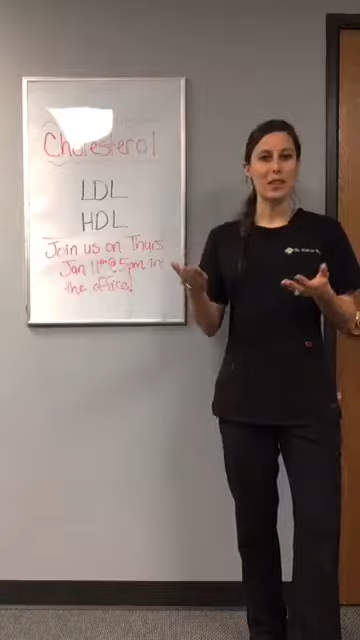 Cholesterol
LDL
HDL
Join us on Thurs
Jan 11th @ 5pm in
the office!